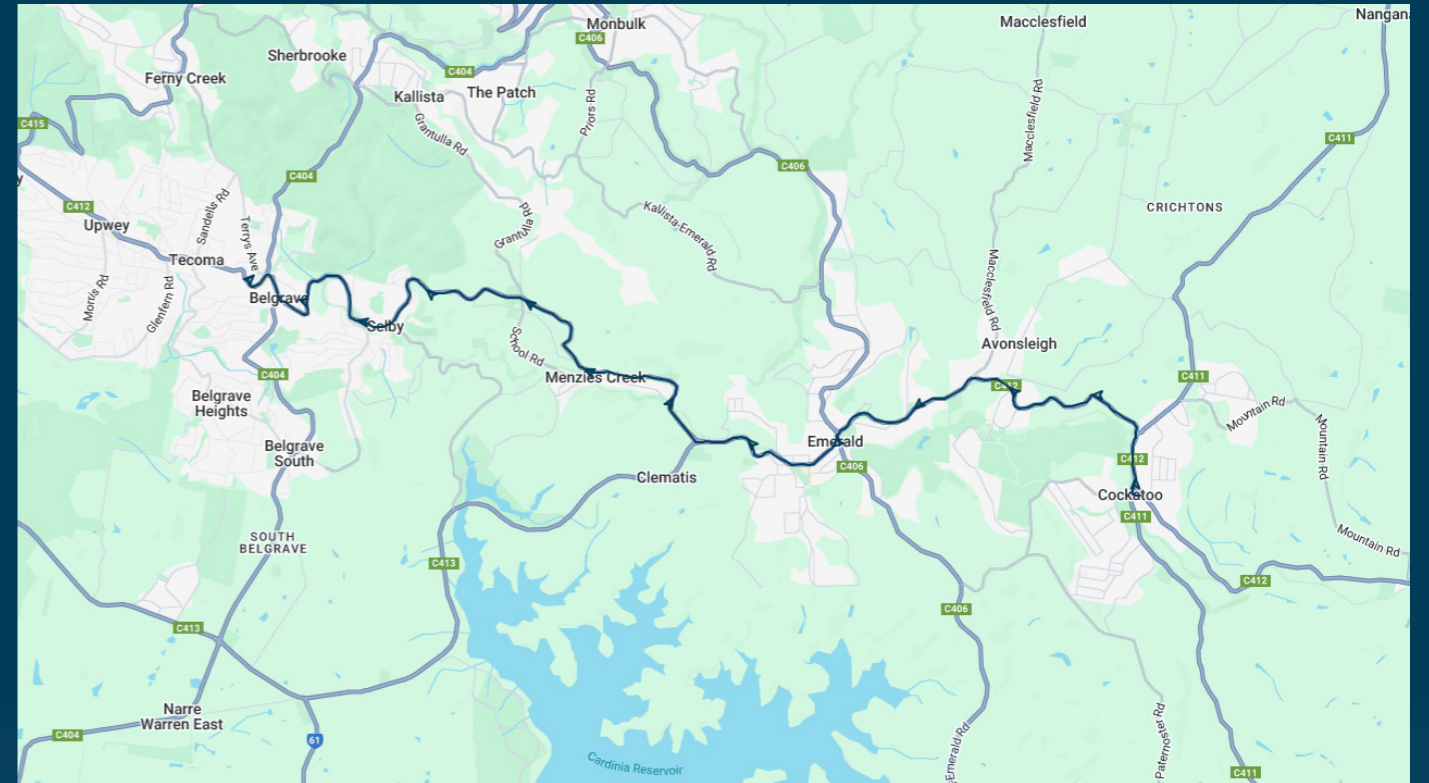 Macclesfield
Nangan
Monbulk
C406
Sherbrooke
C404
Ferny Creek
Kallista
The Patch
Priors Rd
Grantulla Rd
Macclesfield Rd
C415
C411
C406
C404
y
C412
Upwey
Sandells Rd
Terrys Ave
Grantulla Rd
Kallista-Emerald Rd
CRICHTONS
Tecoma
Morris Rd
Glenfern Rd
Belgrave
Selby
Macclesfield Rd
School Rd
Avonsleigh
C404
Menzies Creek
C412
C411
Belgrave
Heights
Mountain Rd
Mountain Rd
Belgrave
South
Emerald
C406
C412
Clematis
Cockatoo
C411
SOUTH
BELGRAVE
Mountain Rd
C413
C412
C406
C413
Narre
Warren East
C404
61
Cardinia Reservoir
Emerald Rd
Paternoster Rd
C411